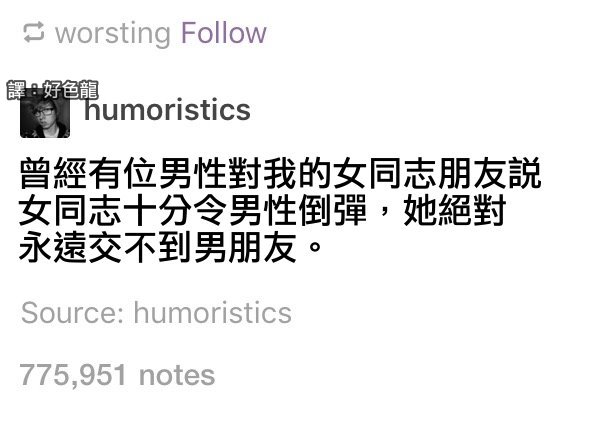 worsting Follow
譯：好色龍
humoristics
曾經有位男性對我的女同志朋友説
女同志十分令男性倒彈，她絕對
永遠交不到男朋友。
Source: humoristics
775,951 notes